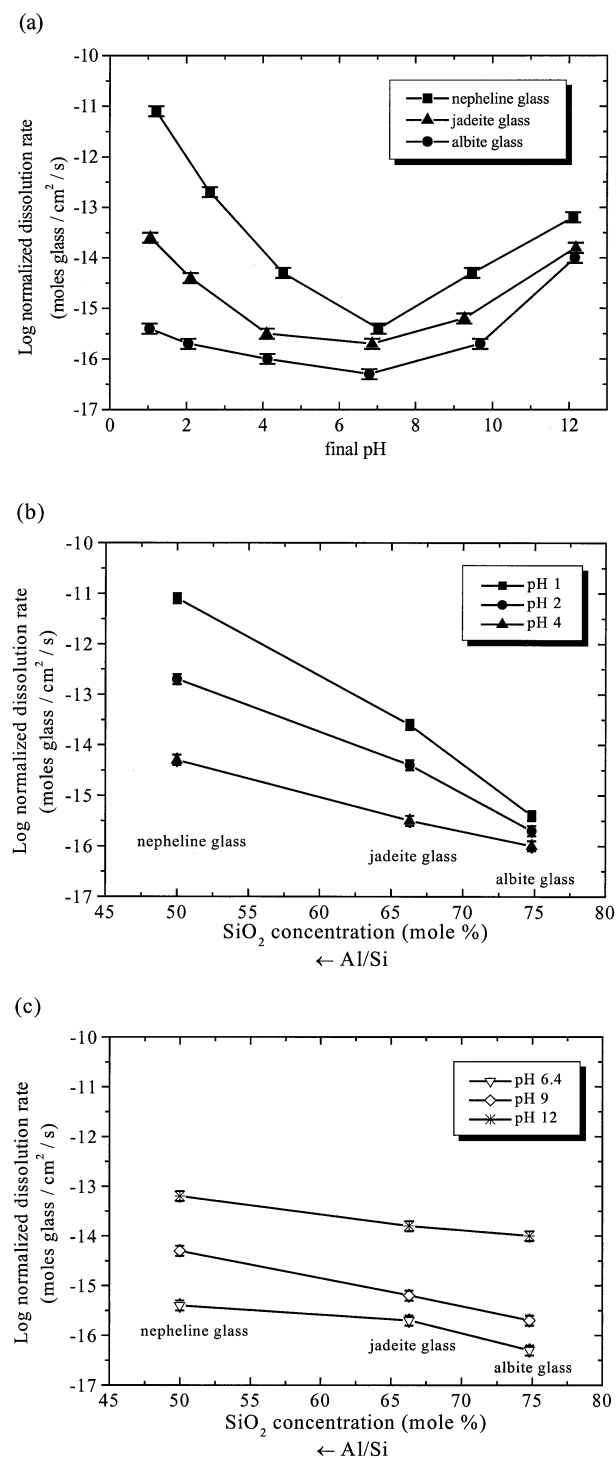 (a)
-10
-11
-12
-13
-14
-15
-16
-17
Log normalized dissolution rate
(moles glass / cm² / s)
nepheline glass
jadeite glass
albite glass
0 2 4 6 8 10 12
final pH
(b)
-10
-11
-12
-13
-14
-15
-16
-17
Log normalized dissolution rate
(moles glass / cm² / s)
pH 1
pH 2
pH 4
nepheline glass
jadeite glass
albite glass
45 50 55 60 65 70 75 80
SiO₂ concentration (mole %)
← Al/Si
(c)
-10
-11
-12
-13
-14
-15
-16
-17
Log normalized dissolution rate
(moles glass / cm² / s)
pH 6.4
pH 9
pH 12
nepheline glass
jadeite glass
albite glass
45 50 55 60 65 70 75 80
SiO₂ concentration (mole %)
← Al/Si